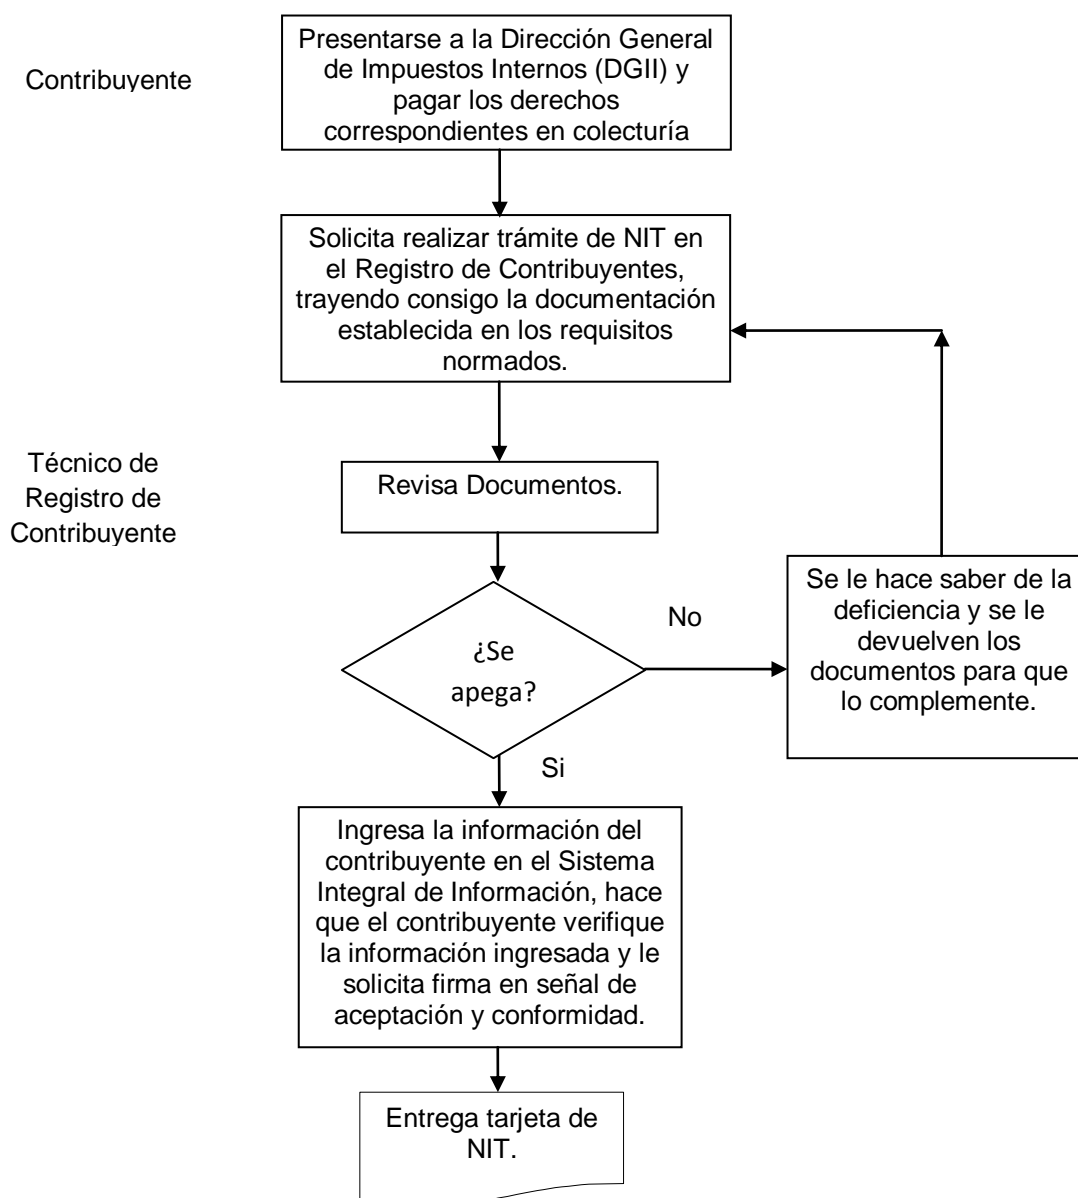 Contribuyente
Presentarse a la Dirección General
de Impuestos Internos (DGII) y
pagar los derechos
correspondientes en colecturía
Solicita realizar trámite de NIT en
el Registro de Contribuyentes,
trayendo consigo la documentación
establecida en los requisitos
normados.
Técnico de
Registro de
Contribuyente
Revisa Documentos.
¿Se
apega?
No
Se le hace saber de la
deficiencia y se le
devuelven los
documentos para que
lo complemente.
Si
Ingresa la información del
contribuyente en el Sistema
Integral de Información, hace
que el contribuyente verifique
la información ingresada y le
solicita firma en señal de
aceptación y conformidad.
Entrega tarjeta de
NIT.